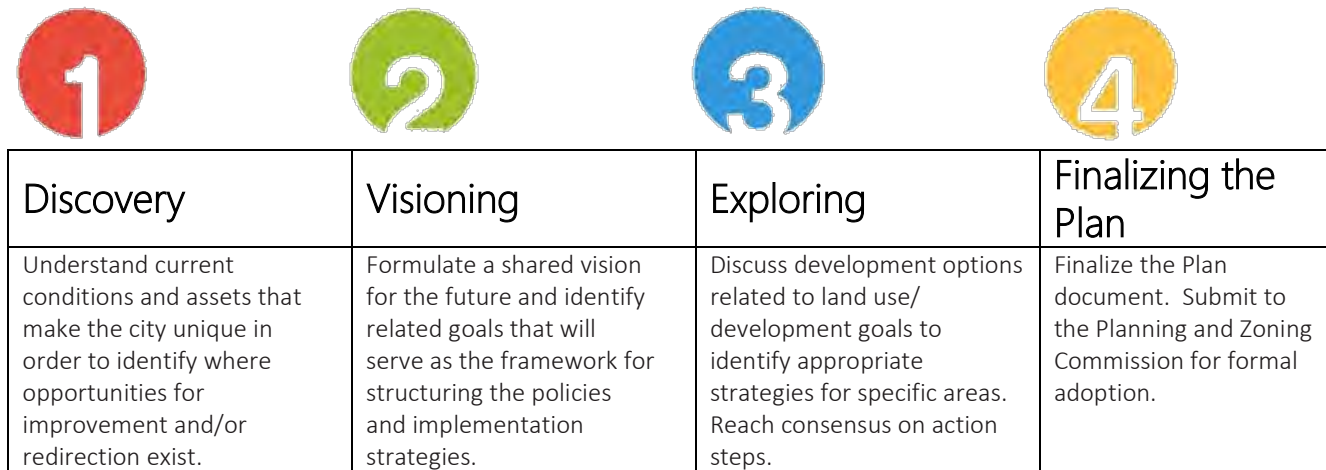 1
2
3
4
Discovery
Visioning
Exploring
Finalizing the
Plan
Understand current
conditions and assets that
make the city unique in
order to identify where
opportunities for
improvement and/or
redirection exist.
Formulate a shared vision
for the future and identify
related goals that will
serve as the framework for
structuring the policies
and implementation
strategies.
Discuss development options
related to land use/
development goals to
identify appropriate
strategies for specific areas.
Reach consensus on action
steps.
Finalize the Plan
document.  Submit to
the Planning and Zoning
Commission for formal
adoption.